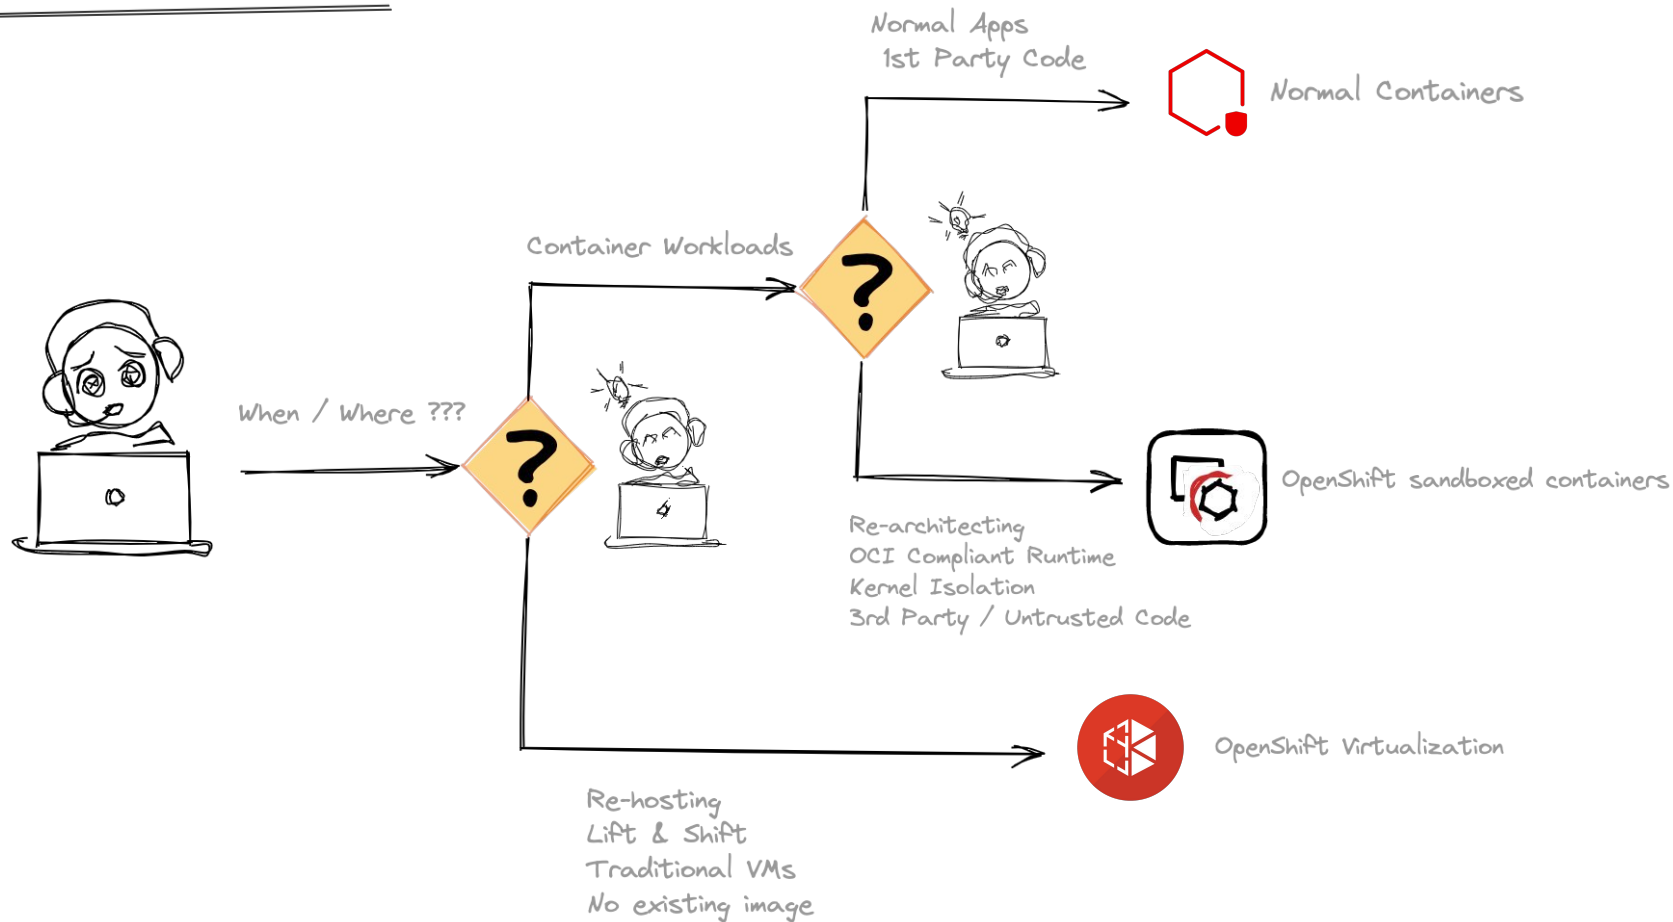 Normal Apps
1st Party Code
Normal Containers
Container Workloads
?
When / Where ???
?
OpenShift sandboxed containers
Re-architecting
OCI Compliant Runtime
Kernel Isolation
3rd Party / Untrusted Code
OpenShift Virtualization
Re-hosting
Lift & Shift
Traditional VMs
No existing image